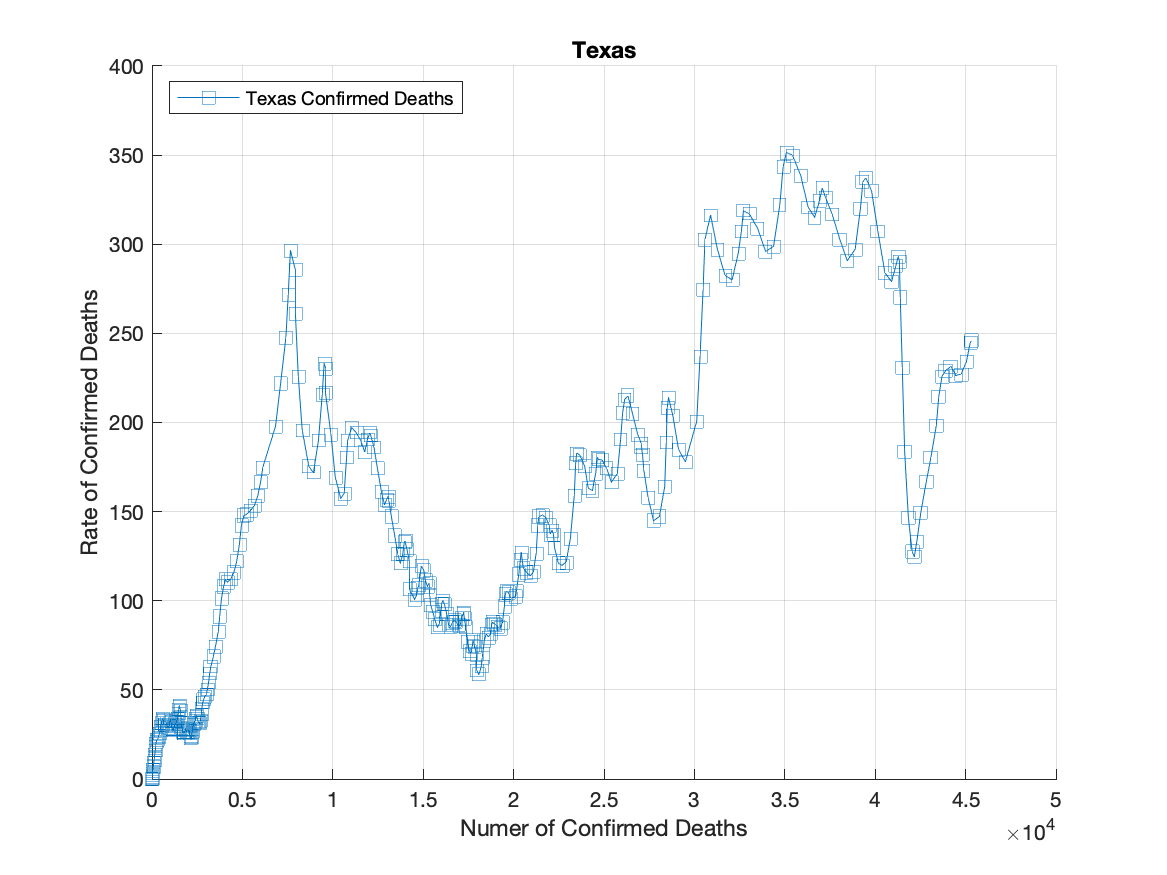 Texas
400
Texas Confirmed Deaths
350
300
250
200
150
100
50
0
Rate of Confirmed Deaths
0 0.5 1 1.5 2 2.5 3 3.5 4 4.5 5
Numer of Confirmed Deaths
×10⁴